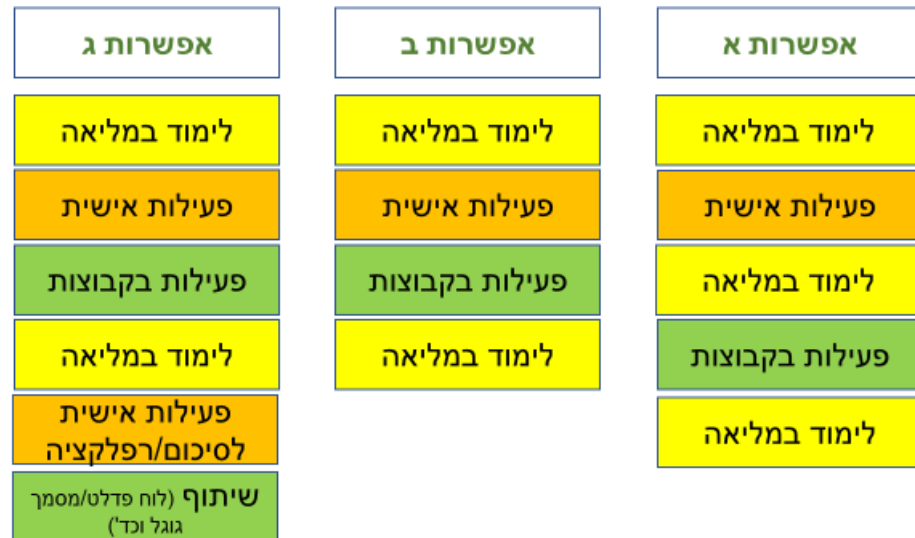 אפשרות א
לימוד במליאה
פעילות אישית
לימוד במליאה
פעילות בקבוצות
לימוד במליאה
אפשרות ב
לימוד במליאה
פעילות אישית
פעילות בקבוצות
לימוד במליאה
אפשרות ג
לימוד במליאה
פעילות אישית
פעילות בקבוצות
לימוד במליאה
פעילות אישית
לסיכום/רפלקציה
שיתוף (לוח פדלט/מסמך
גוגל וכד')